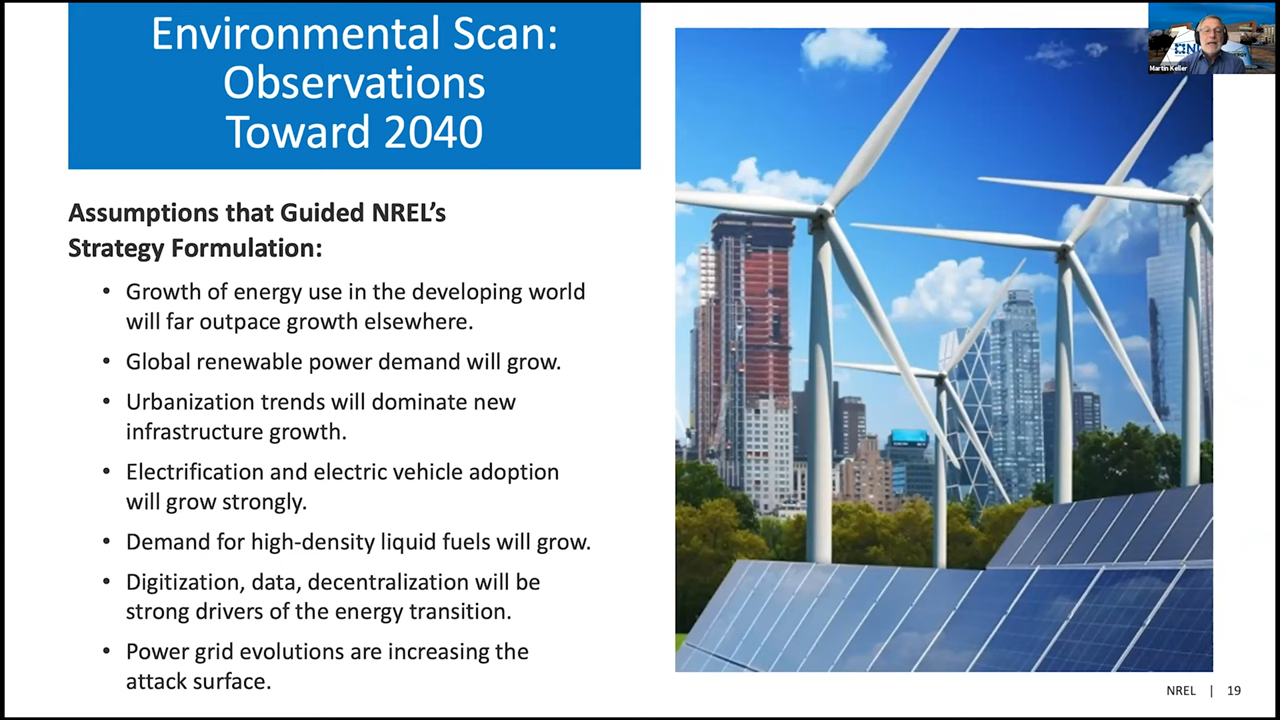 Environmental Scan:
Observations
Toward 2040
Martin Keller
Assumptions that Guided NREL’s
Strategy Formulation:
• Growth of energy use in the developing world
will far outpace growth elsewhere.
• Global renewable power demand will grow.
• Urbanization trends will dominate new
infrastructure growth.
• Electrification and electric vehicle adoption
will grow strongly.
• Demand for high-density liquid fuels will grow.
• Digitization, data, decentralization will be
strong drivers of the energy transition.
• Power grid evolutions are increasing the
attack surface.
NREL | 19